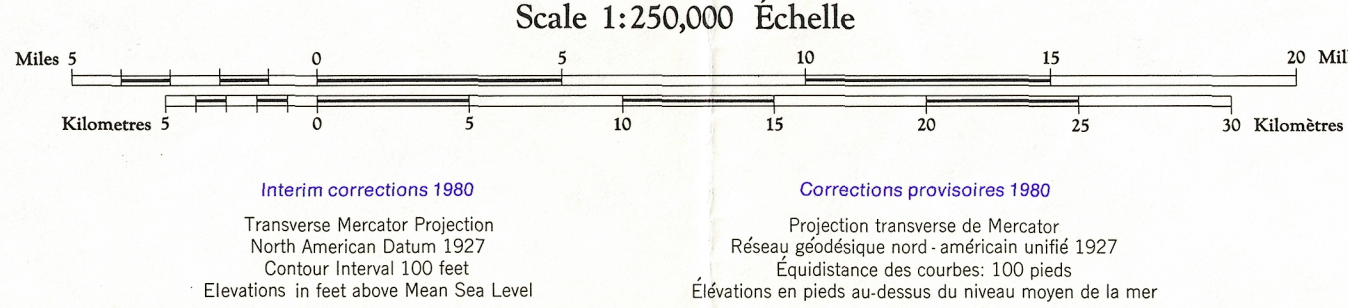 Scale 1:250,000 Échelle
Miles 5 0 5 10 15 20
Kilometres 5 0 5 10 15 20 25 30 Kilomètres
Interim corrections 1980
Transverse Mercator Projection
North American Datum 1927
Contour Interval 100 feet
Elevations in feet above Mean Sea Level
Corrections provisoires 1980
Projection transverse de Mercator
Réseau géodésique nord-américain unifié 1927
Équidistance des courbes: 100 pieds
Élévations en pieds au-dessus du niveau moyen de la mer